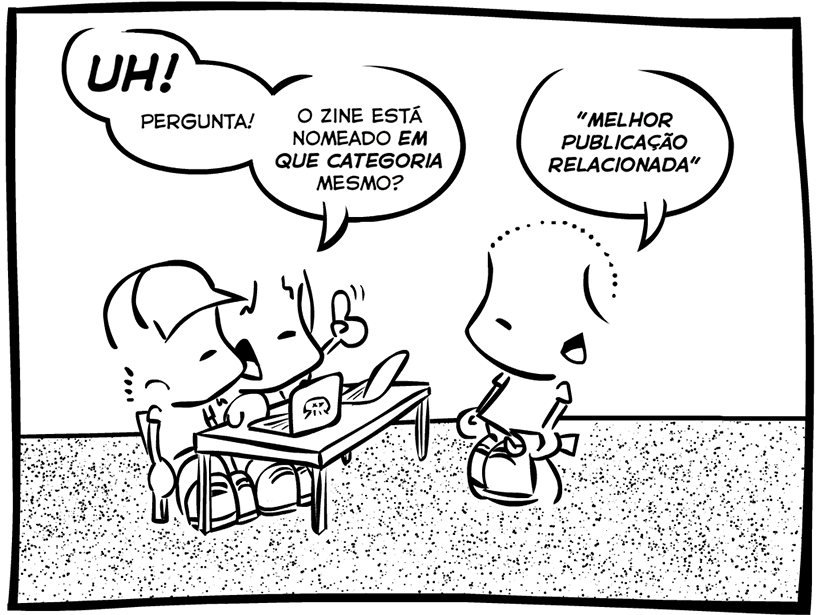 UH!
PERGUNTA!
O ZINE ESTÁ
NOMEADO EM
QUE CATEGORIA
MESMO?
"MELHOR
PUBLICAÇÃO
RELACIONADA"